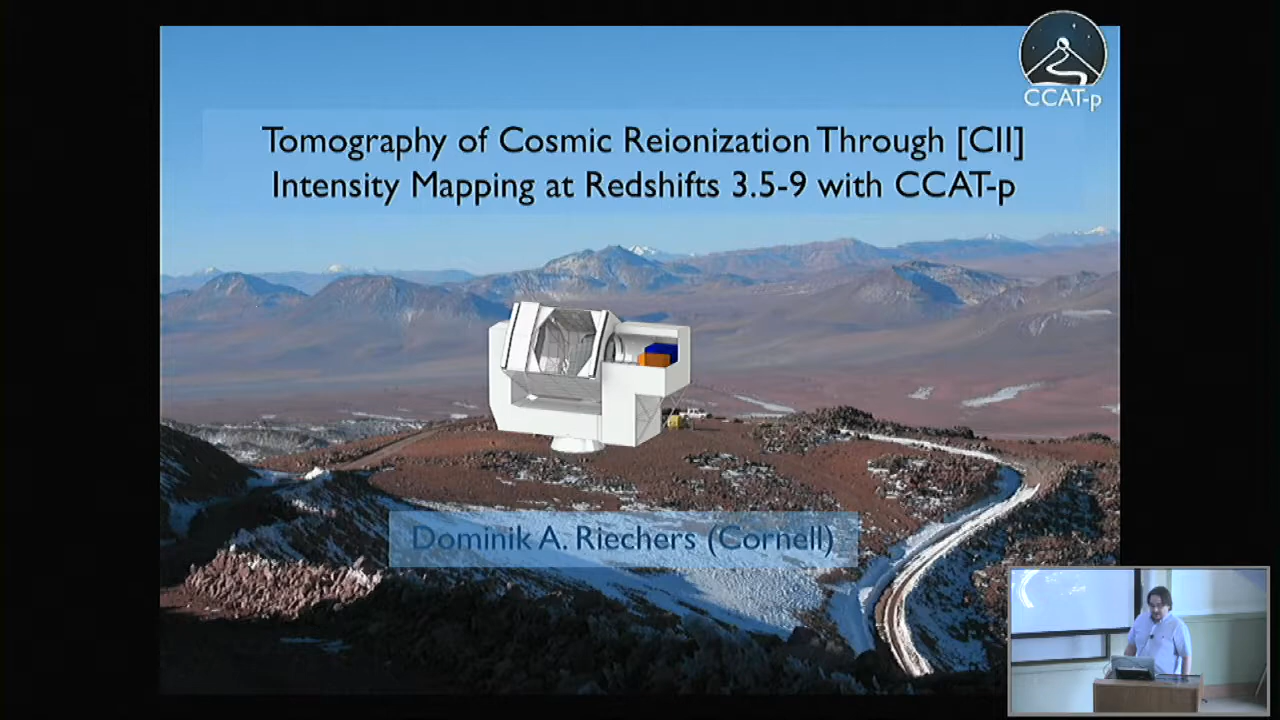 CCAT-p
Tomography of Cosmic Reionization Through [CII]
Intensity Mapping at Redshifts 3.5-9 with CCAT-p
Dominik A. Riechers (Cornell)